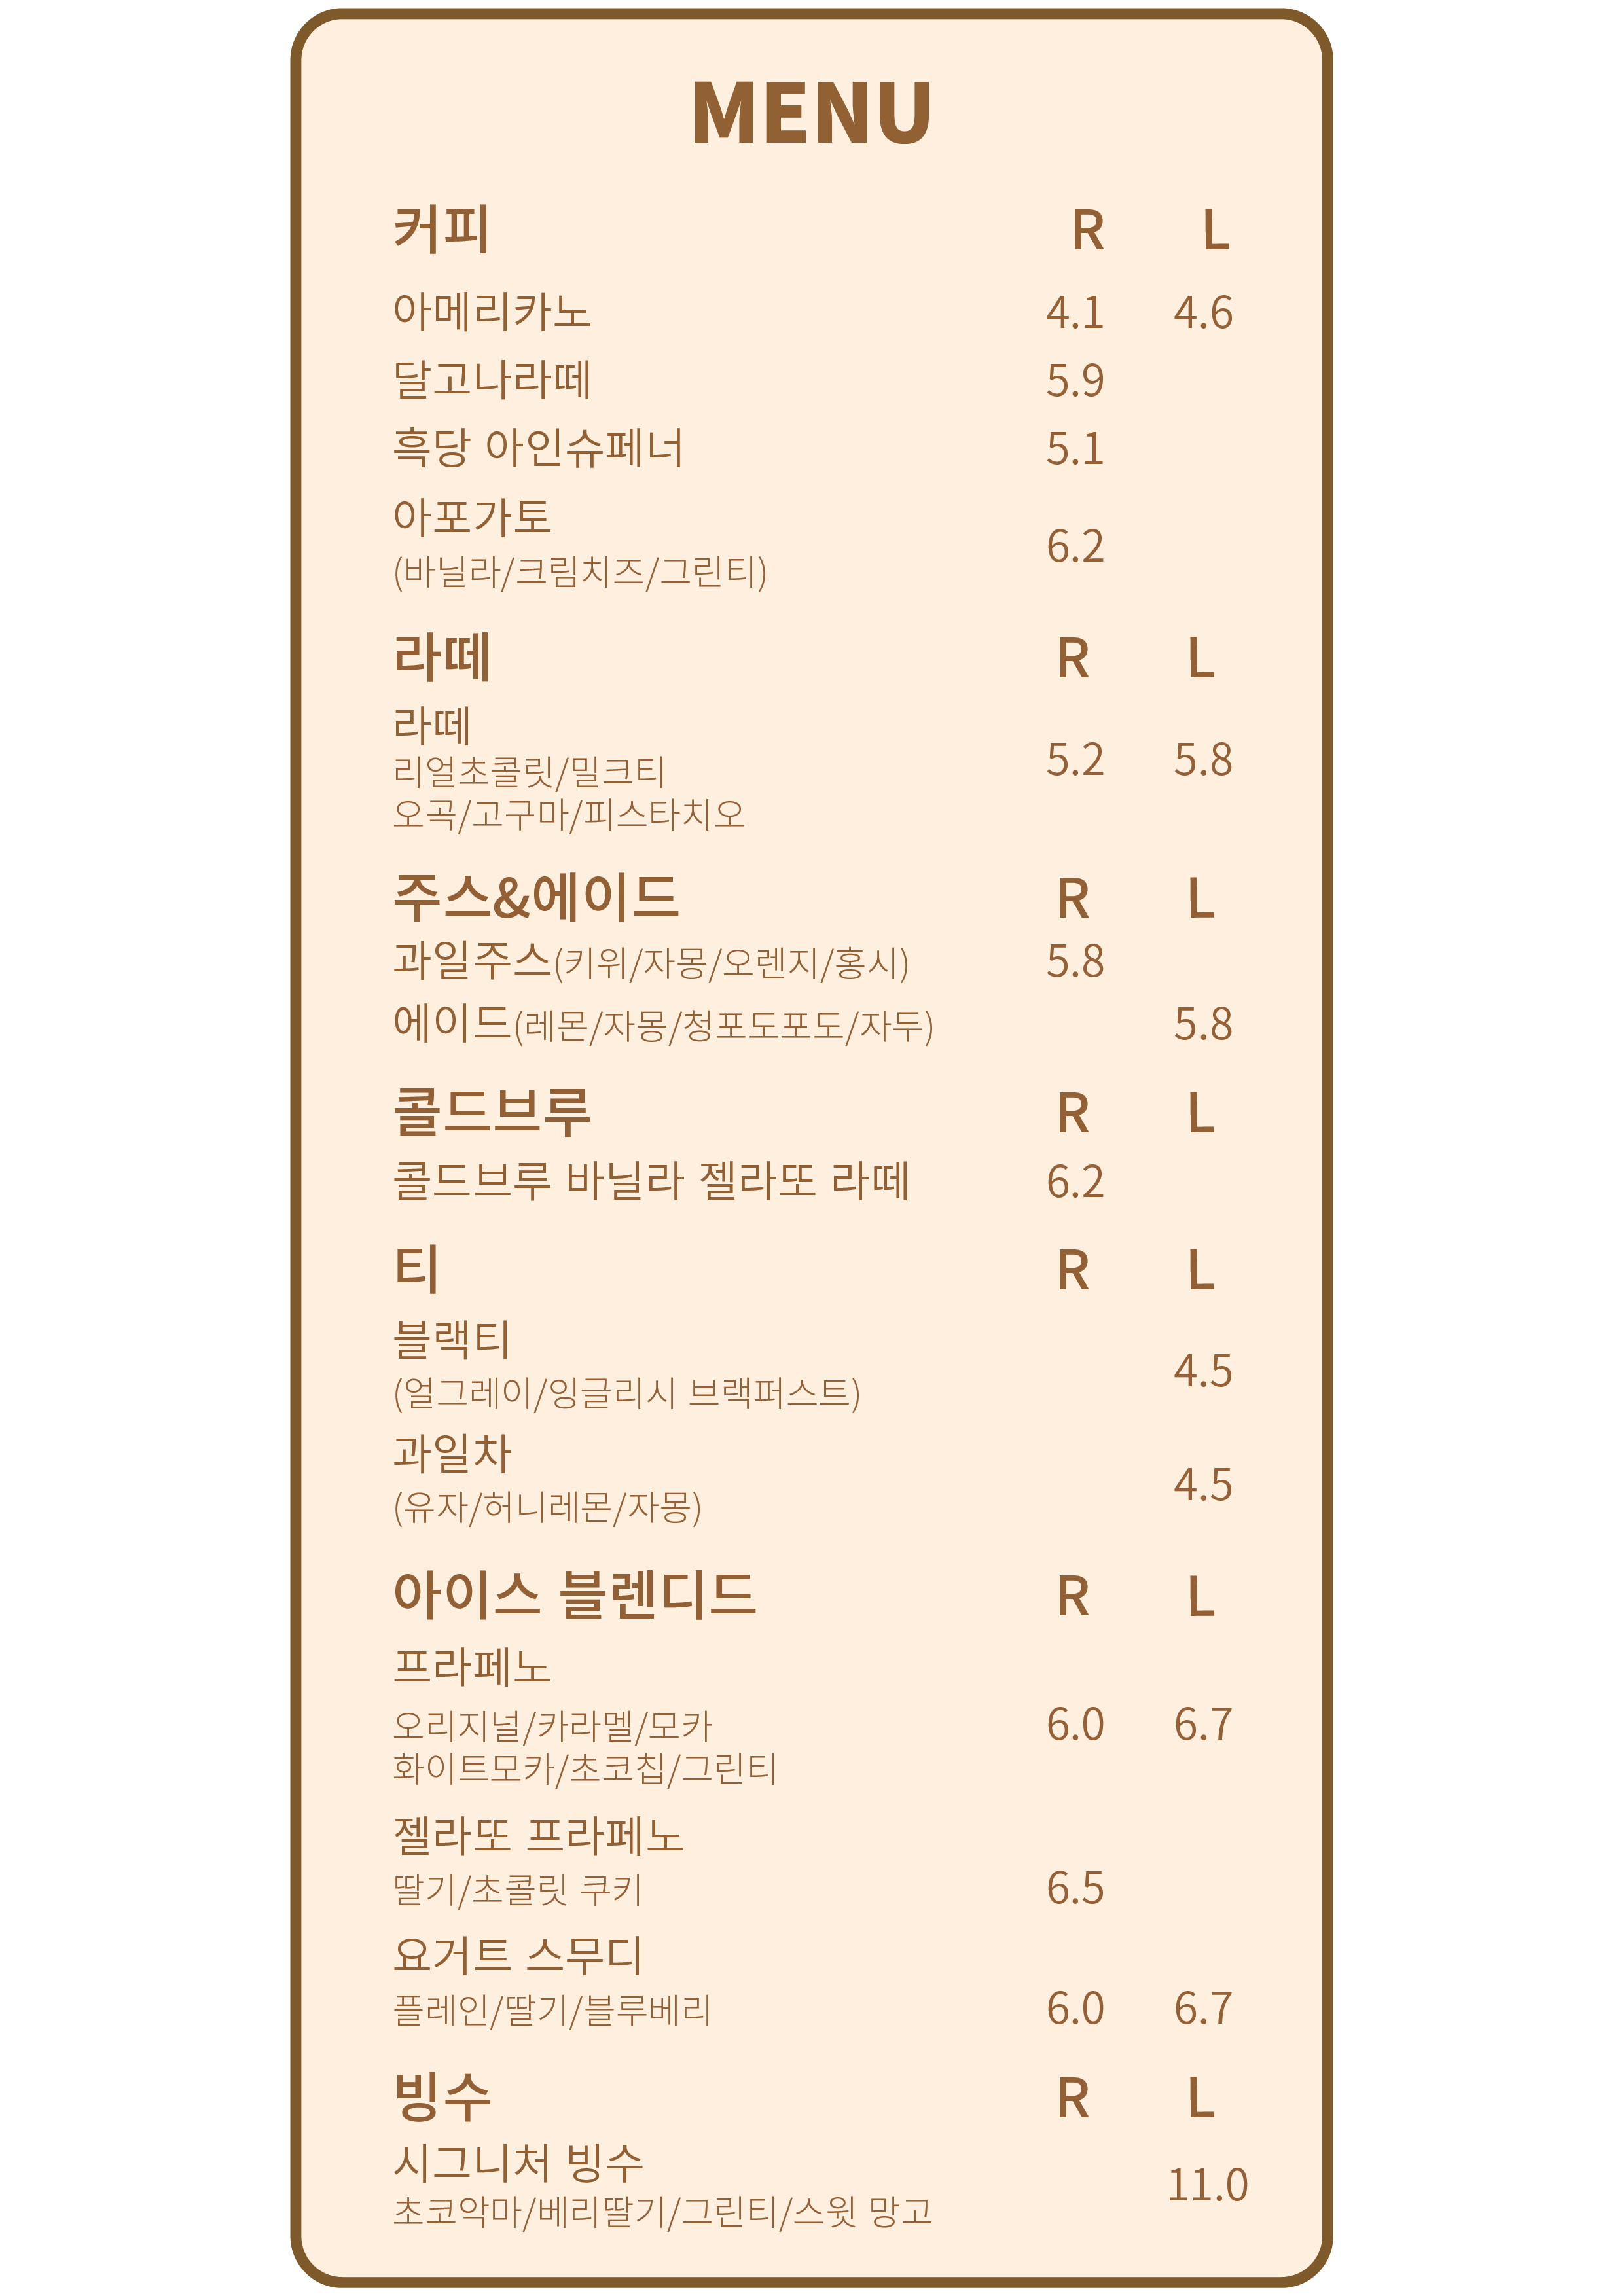 MENU
커피 R L
아메리카노 4.1 4.6
달고나라떼 5.9
흑당 아인슈페너 5.1
아포가토 6.2
(바닐라/크림치즈/그린티)
라떼 R L
라떼 5.2 5.8
리얼초콜릿/밀크티
오곡/고구마/피스타치오
주스&에이드 R L
과일주스(키위/자몽/오렌지/홍시) 5.8
에이드(레몬/자몽/청포도포도/자두) 5.8
콜드브루 R L
콜드브루 바닐라 젤라또 라떼 6.2
티 R L
블랙티 4.5
(얼그레이/잉글리시 브랙퍼스트)
과일차 4.5
(유자/허니레몬/자몽)
아이스 블렌디드 R L
프라페노
오리지널/카라멜/모카 6.0 6.7
화이트모카/초코칩/그린티
젤라또 프라페노
딸기/초콜릿 쿠키 6.5
요거트 스무디
플레인/딸기/블루베리 6.0 6.7
빙수 R L
시그니처 빙수 11.0
초코악마/베리딸기/그린티/스윗 망고